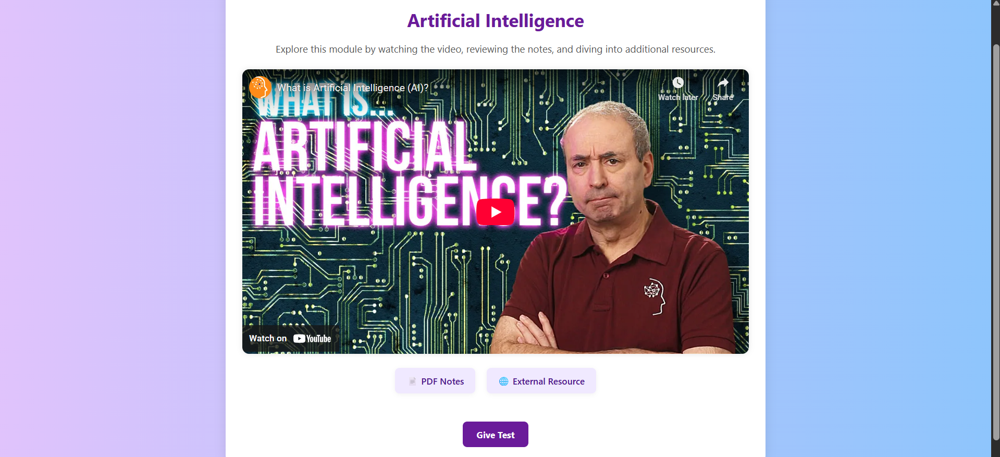 Artificial Intelligence
Explore this module by watching the video, reviewing the notes, and diving into additional resources.
What is Artificial Intelligence (AI)?
Watch later
Share
WHAT IS...
ARTIFICIAL
INTELLIGENCE?
Watch on YouTube
PDF Notes
External Resource
Give Test